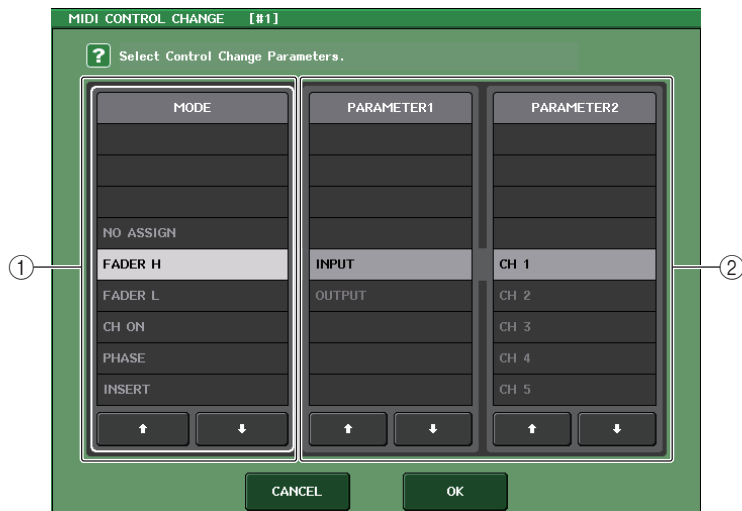 MIDI CONTROL CHANGE [#1]
? Select Control Change Parameters.
MODE
NO ASSIGN
FADER H
FADER L
CH ON
PHASE
INSERT
PARAMETER1
INPUT
OUTPUT
PARAMETER2
CH 1
CH 2
CH 3
CH 4
CH 5
CANCEL
OK
①
②